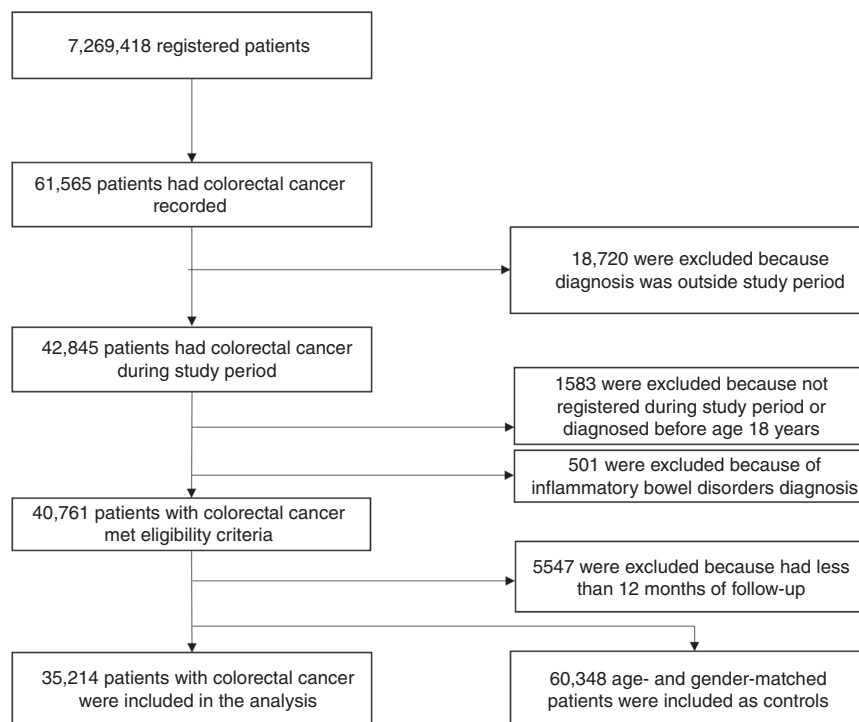 7,269,418 registered patients
61,565 patients had colorectal cancer
recorded
18,720 were excluded because
diagnosis was outside study period
42,845 patients had colorectal cancer
during study period
1583 were excluded because not
registered during study period or
diagnosed before age 18 years
501 were excluded because of
inflammatory bowel disorders diagnosis
40,761 patients with colorectal cancer
met eligibility criteria
5547 were excluded because had less
than 12 months of follow-up
35,214 patients with colorectal cancer
were included in the analysis
60,348 age- and gender-matched
patients were included as controls